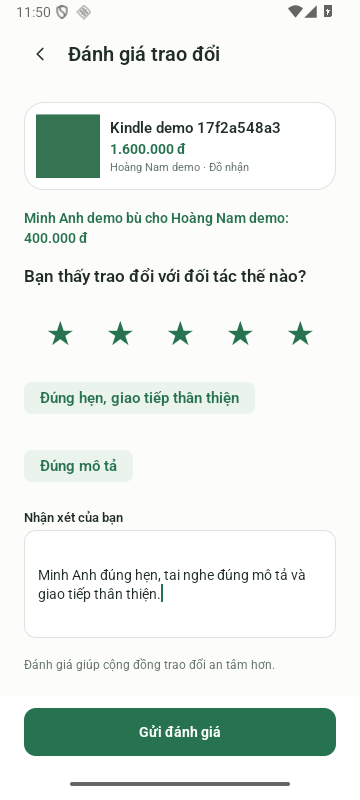 11:50
Đánh giá trao đổi
Kindle demo 17f2a548a3
1.600.000 đ
Hoàng Nam demo · Đồ nhận
Minh Anh demo bù cho Hoàng Nam demo:
400.000 đ
Bạn thấy trao đổi với đối tác thế nào?
Đúng hẹn, giao tiếp thân thiện
Đúng mô tả
Nhận xét của bạn
Minh Anh đúng hẹn, tai nghe đúng mô tả và
giao tiếp thân thiện.
Đánh giá giúp cộng đồng trao đổi an tâm hơn.
Gửi đánh giá